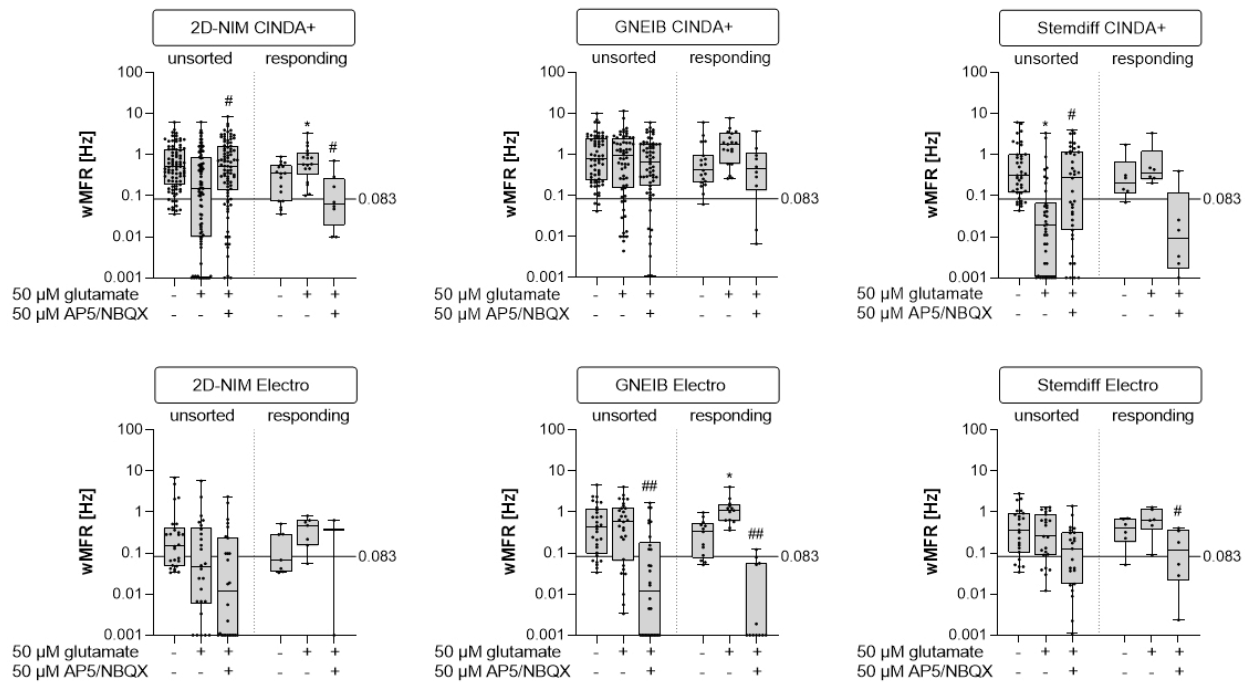 2D-NIM CINDA+
GNEIB CINDA+
Stemdiff CINDA+
unsorted responding
unsorted responding
unsorted responding
wMFR [Hz]
100
10
1
0.1
0.01
0.001
#
*
#
0.083
wMFR [Hz]
100
10
1
0.1
0.01
0.001
0.083
wMFR [Hz]
100
10
1
0.1
0.01
0.001
*
#
0.083
50 µM glutamate - + + - + +
50 µM AP5/NBQX - - + - - +
50 µM glutamate - + + - + +
50 µM AP5/NBQX - - + - - +
50 µM glutamate - + + - + +
50 µM AP5/NBQX - - + - - +
2D-NIM Electro
GNEIB Electro
Stemdiff Electro
unsorted responding
unsorted responding
unsorted responding
wMFR [Hz]
100
10
1
0.1
0.01
0.001
0.083
wMFR [Hz]
100
10
1
0.1
0.01
0.001
##
*
##
0.083
wMFR [Hz]
100
10
1
0.1
0.01
0.001
#
0.083
50 µM glutamate - + + - + +
50 µM AP5/NBQX - - + - - +
50 µM glutamate - + + - + +
50 µM AP5/NBQX - - + - - +
50 µM glutamate - + + - + +
50 µM AP5/NBQX - - + - - +